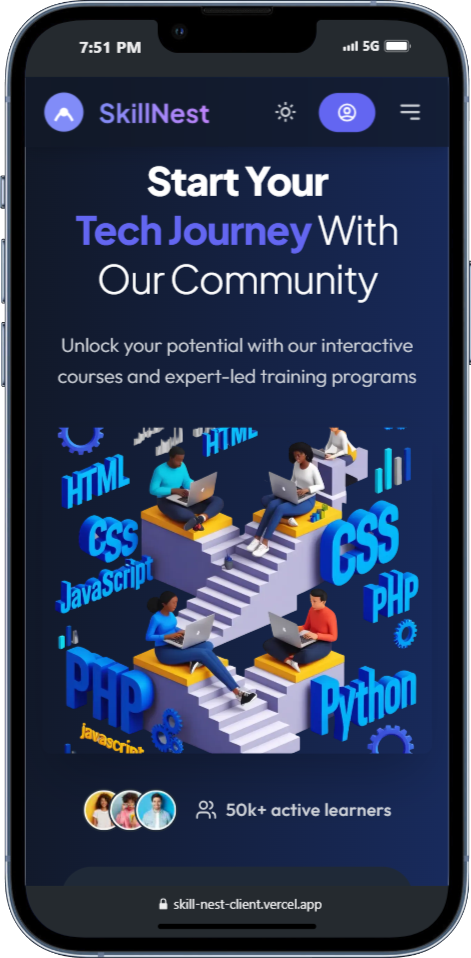 7:51 PM
5G
SkillNest
Start Your
Tech Journey With
Our Community
Unlock your potential with our interactive
courses and expert-led training programs
HTML
HTML
CSS
CSS
JavaScript
PHP
PHP
Python
javascript
50k+ active learners
skill-nest-client.vercel.app